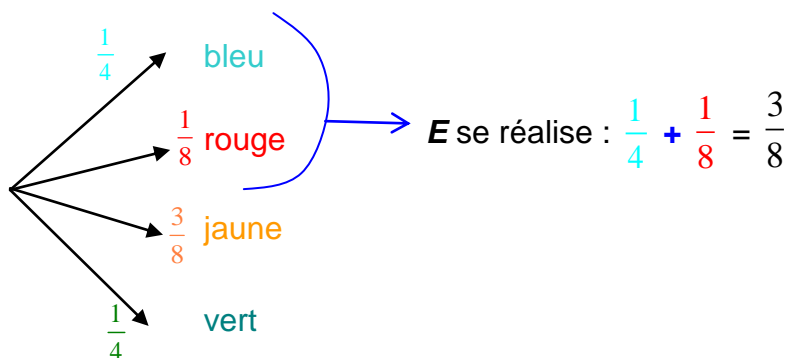 1/4 bleu
1/8 rouge
E se réalise : 1/4 + 1/8 = 3/8
3/8 jaune
1/4 vert